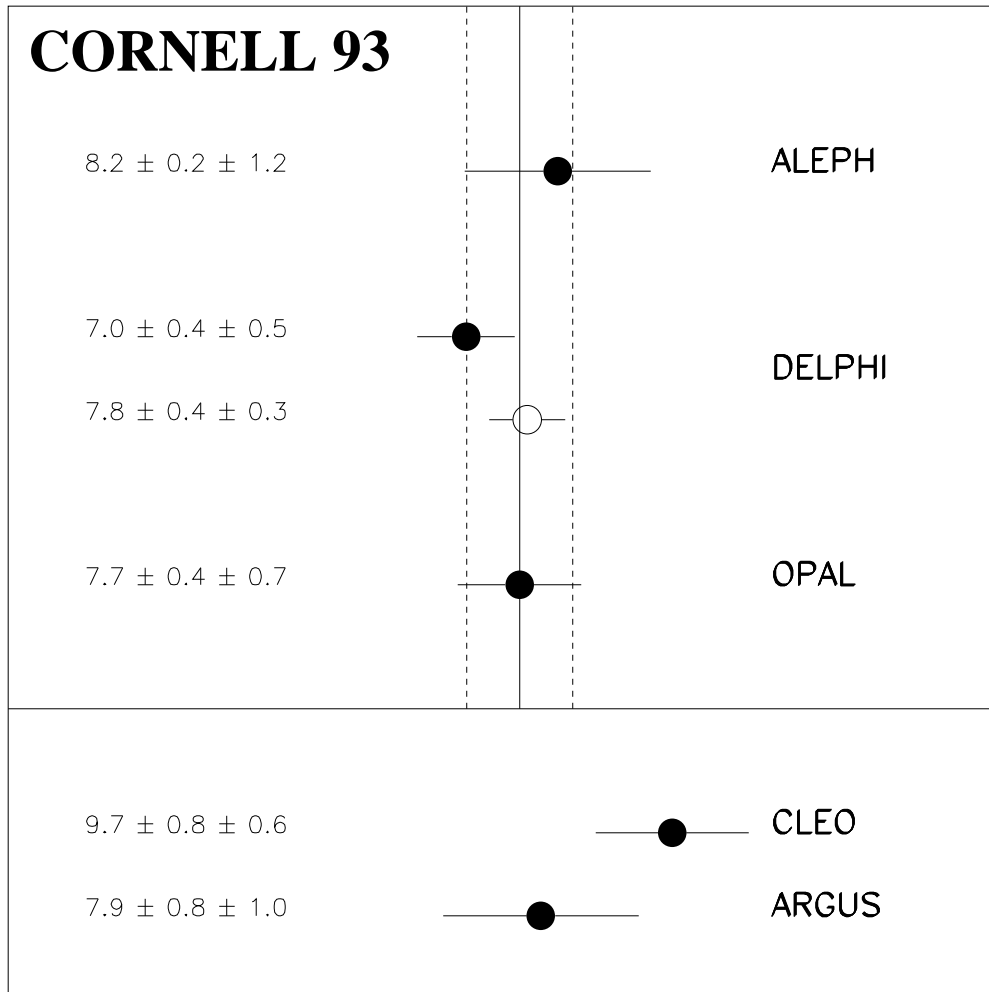 CORNELL 93
8.2 ± 0.2 ± 1.2 ALEPH
7.0 ± 0.4 ± 0.5
DELPHI
7.8 ± 0.4 ± 0.3
7.7 ± 0.4 ± 0.7 OPAL
9.7 ± 0.8 ± 0.6 CLEO
7.9 ± 0.8 ± 1.0 ARGUS